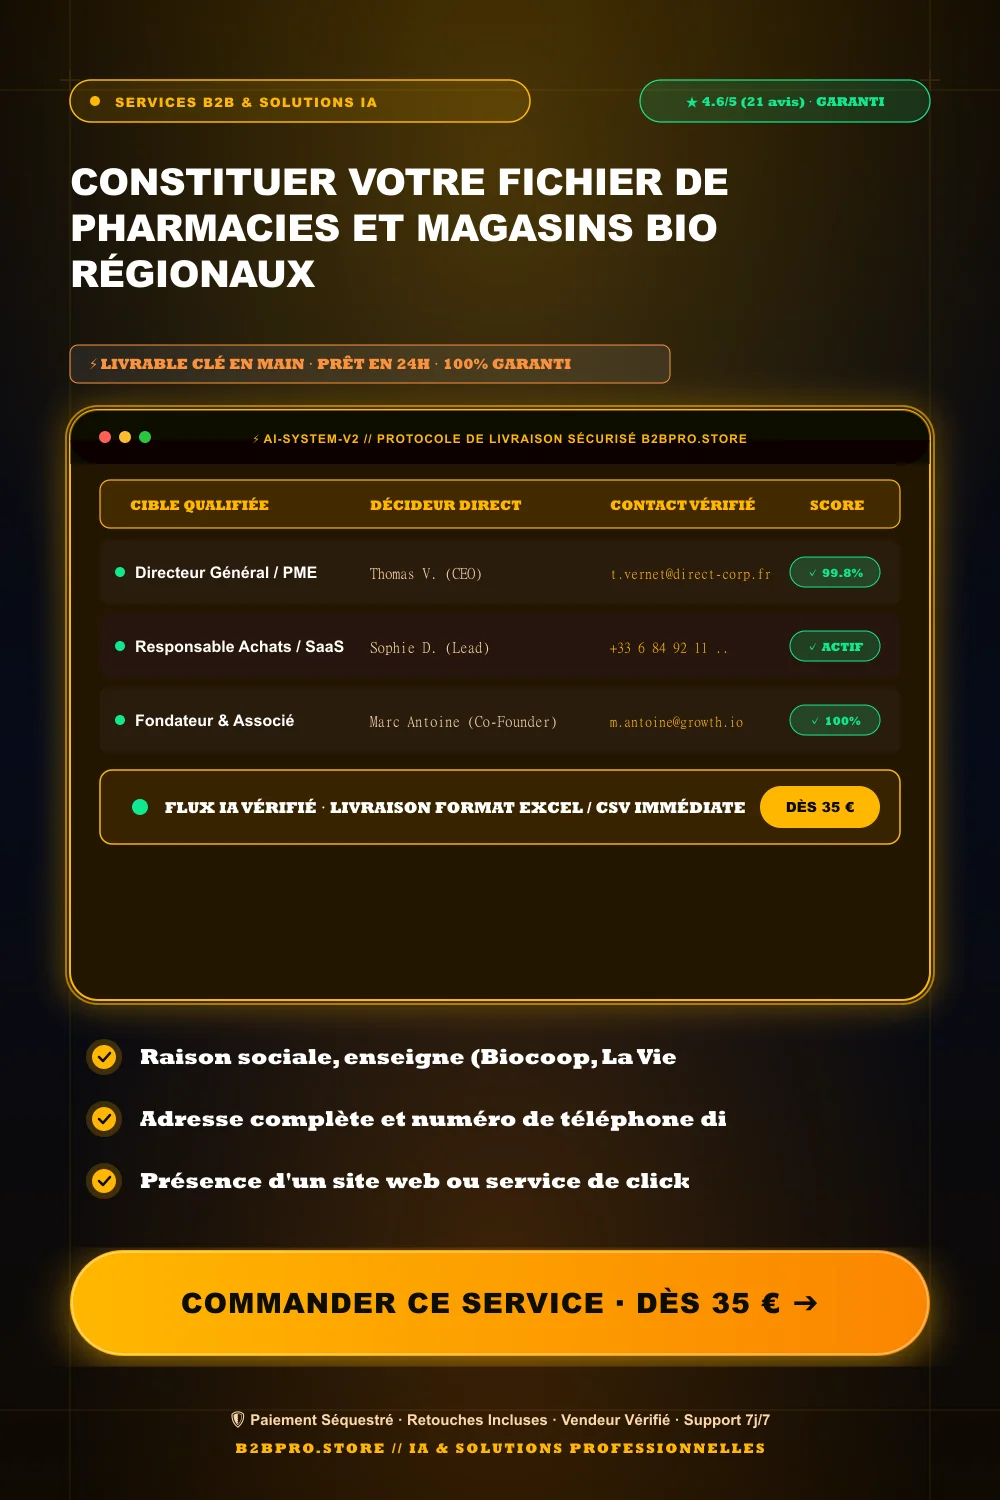 SERVICES B2B & SOLUTIONS IA
★ 4.6/5 (21 avis) · GARANTI
CONSTITUER VOTRE FICHIER DE
PHARMACIES ET MAGASINS BIO
RÉGIONAUX
⚡ LIVRABLE CLÉ EN MAIN · PRÊT EN 24H · 100% GARANTI
⚡ AI-SYSTEM-V2 // PROTOCOLE DE LIVRAISON SÉCURISÉ B2BPRO.STORE
CIBLE QUALIFIÉE DÉCIDEUR DIRECT CONTACT VÉRIFIÉ SCORE
Directeur Général / PME Thomas V. (CEO) t.vernet@direct-corp.fr ✓ 99.8%
Responsable Achats / SaaS Sophie D. (Lead) +33 6 84 92 11 .. ✓ ACTIF
Fondateur & Associé Marc Antoine (Co-Founder) m.antoine@growth.io ✓ 100%
FLUX IA VÉRIFIÉ · LIVRAISON FORMAT EXCEL / CSV IMMÉDIATE DÈS 35 €
Raison sociale, enseigne (Biocoop, La Vie
Adresse complète et numéro de téléphone di
Présence d'un site web ou service de click
COMMANDER CE SERVICE · DÈS 35 € →
🛡 Paiement Séquestré · Retouches Incluses · Vendeur Vérifié · Support 7j/7
B2BPRO.STORE // IA & SOLUTIONS PROFESSIONNELLES